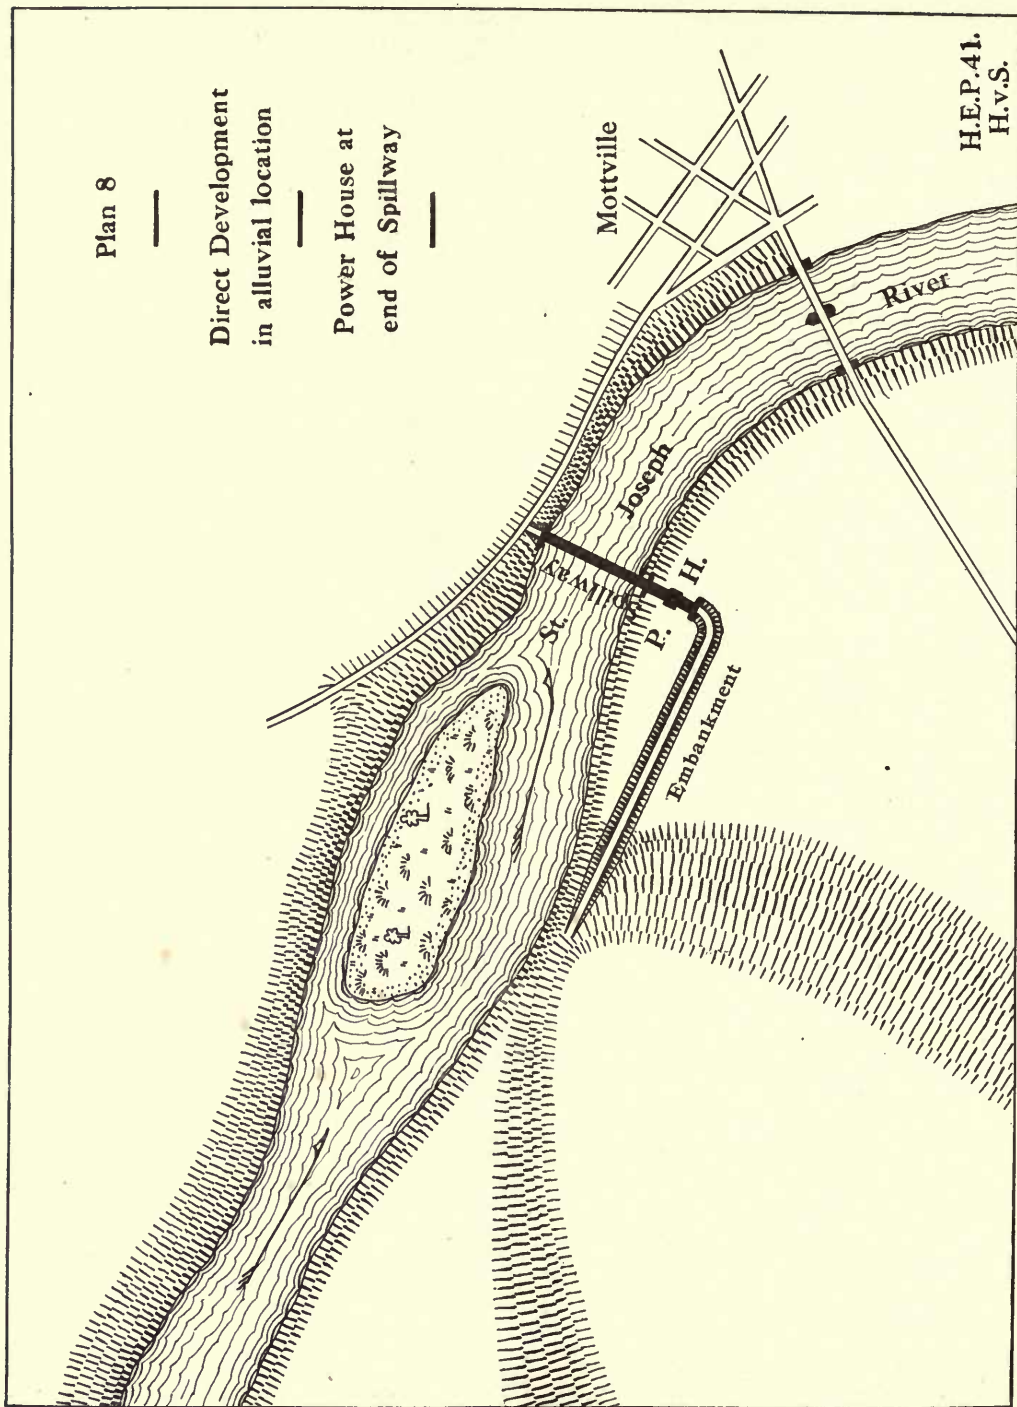 Plan 8
Direct Development
in alluvial location
Power House at
end of Spillway
Mottville
H.E.P.41.
H.v.S.
St. Joseph River
Spillway
P. H.
Embankment